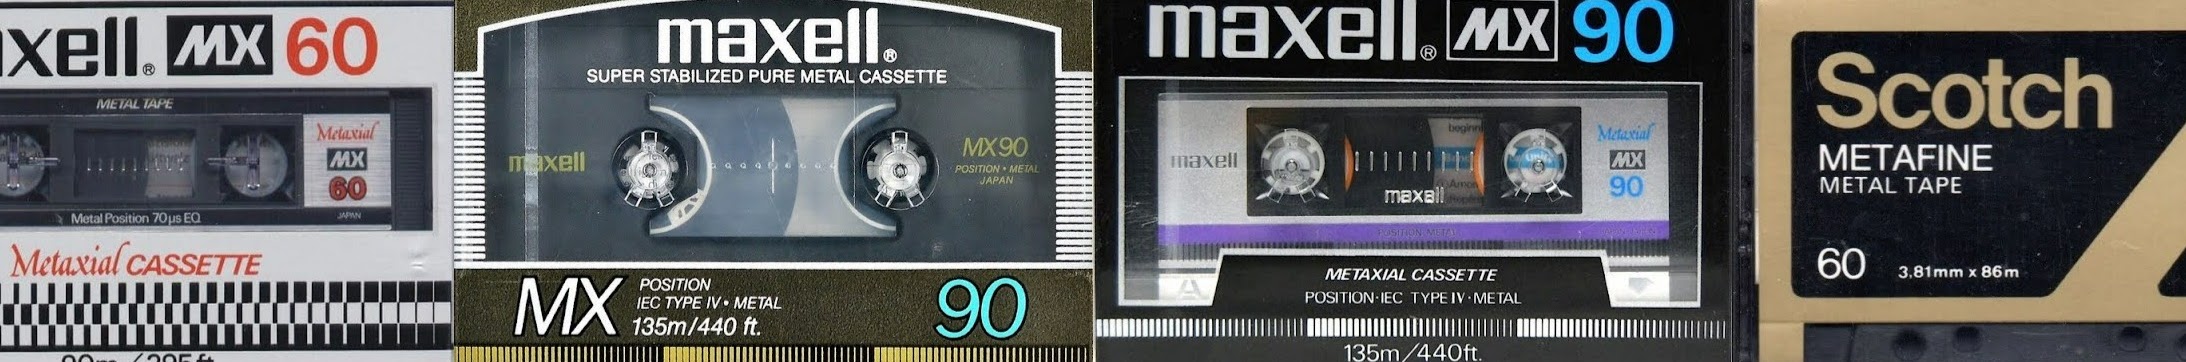 xell® MX 60
METAL TAPE
Metaxial
MX
60
Metal Position 70 µs EQ
JAPAN
Metaxial CASSETTE
maxell®
SUPER STABILIZED PURE METAL CASSETTE
maxell
MX90
POSITION • METAL
JAPAN
MX
POSITION
IEC TYPE IV • METAL
135m/440 ft.
90
maxell® MX 90
maxell
maxell
Metaxial
MX
90
POSITION METAL
A
METAXIAL CASSETTE
POSITION·IEC TYPE IV·METAL
135m/440ft.
Scotch
METAFINE
METAL TAPE
60 3.81mm x 86m